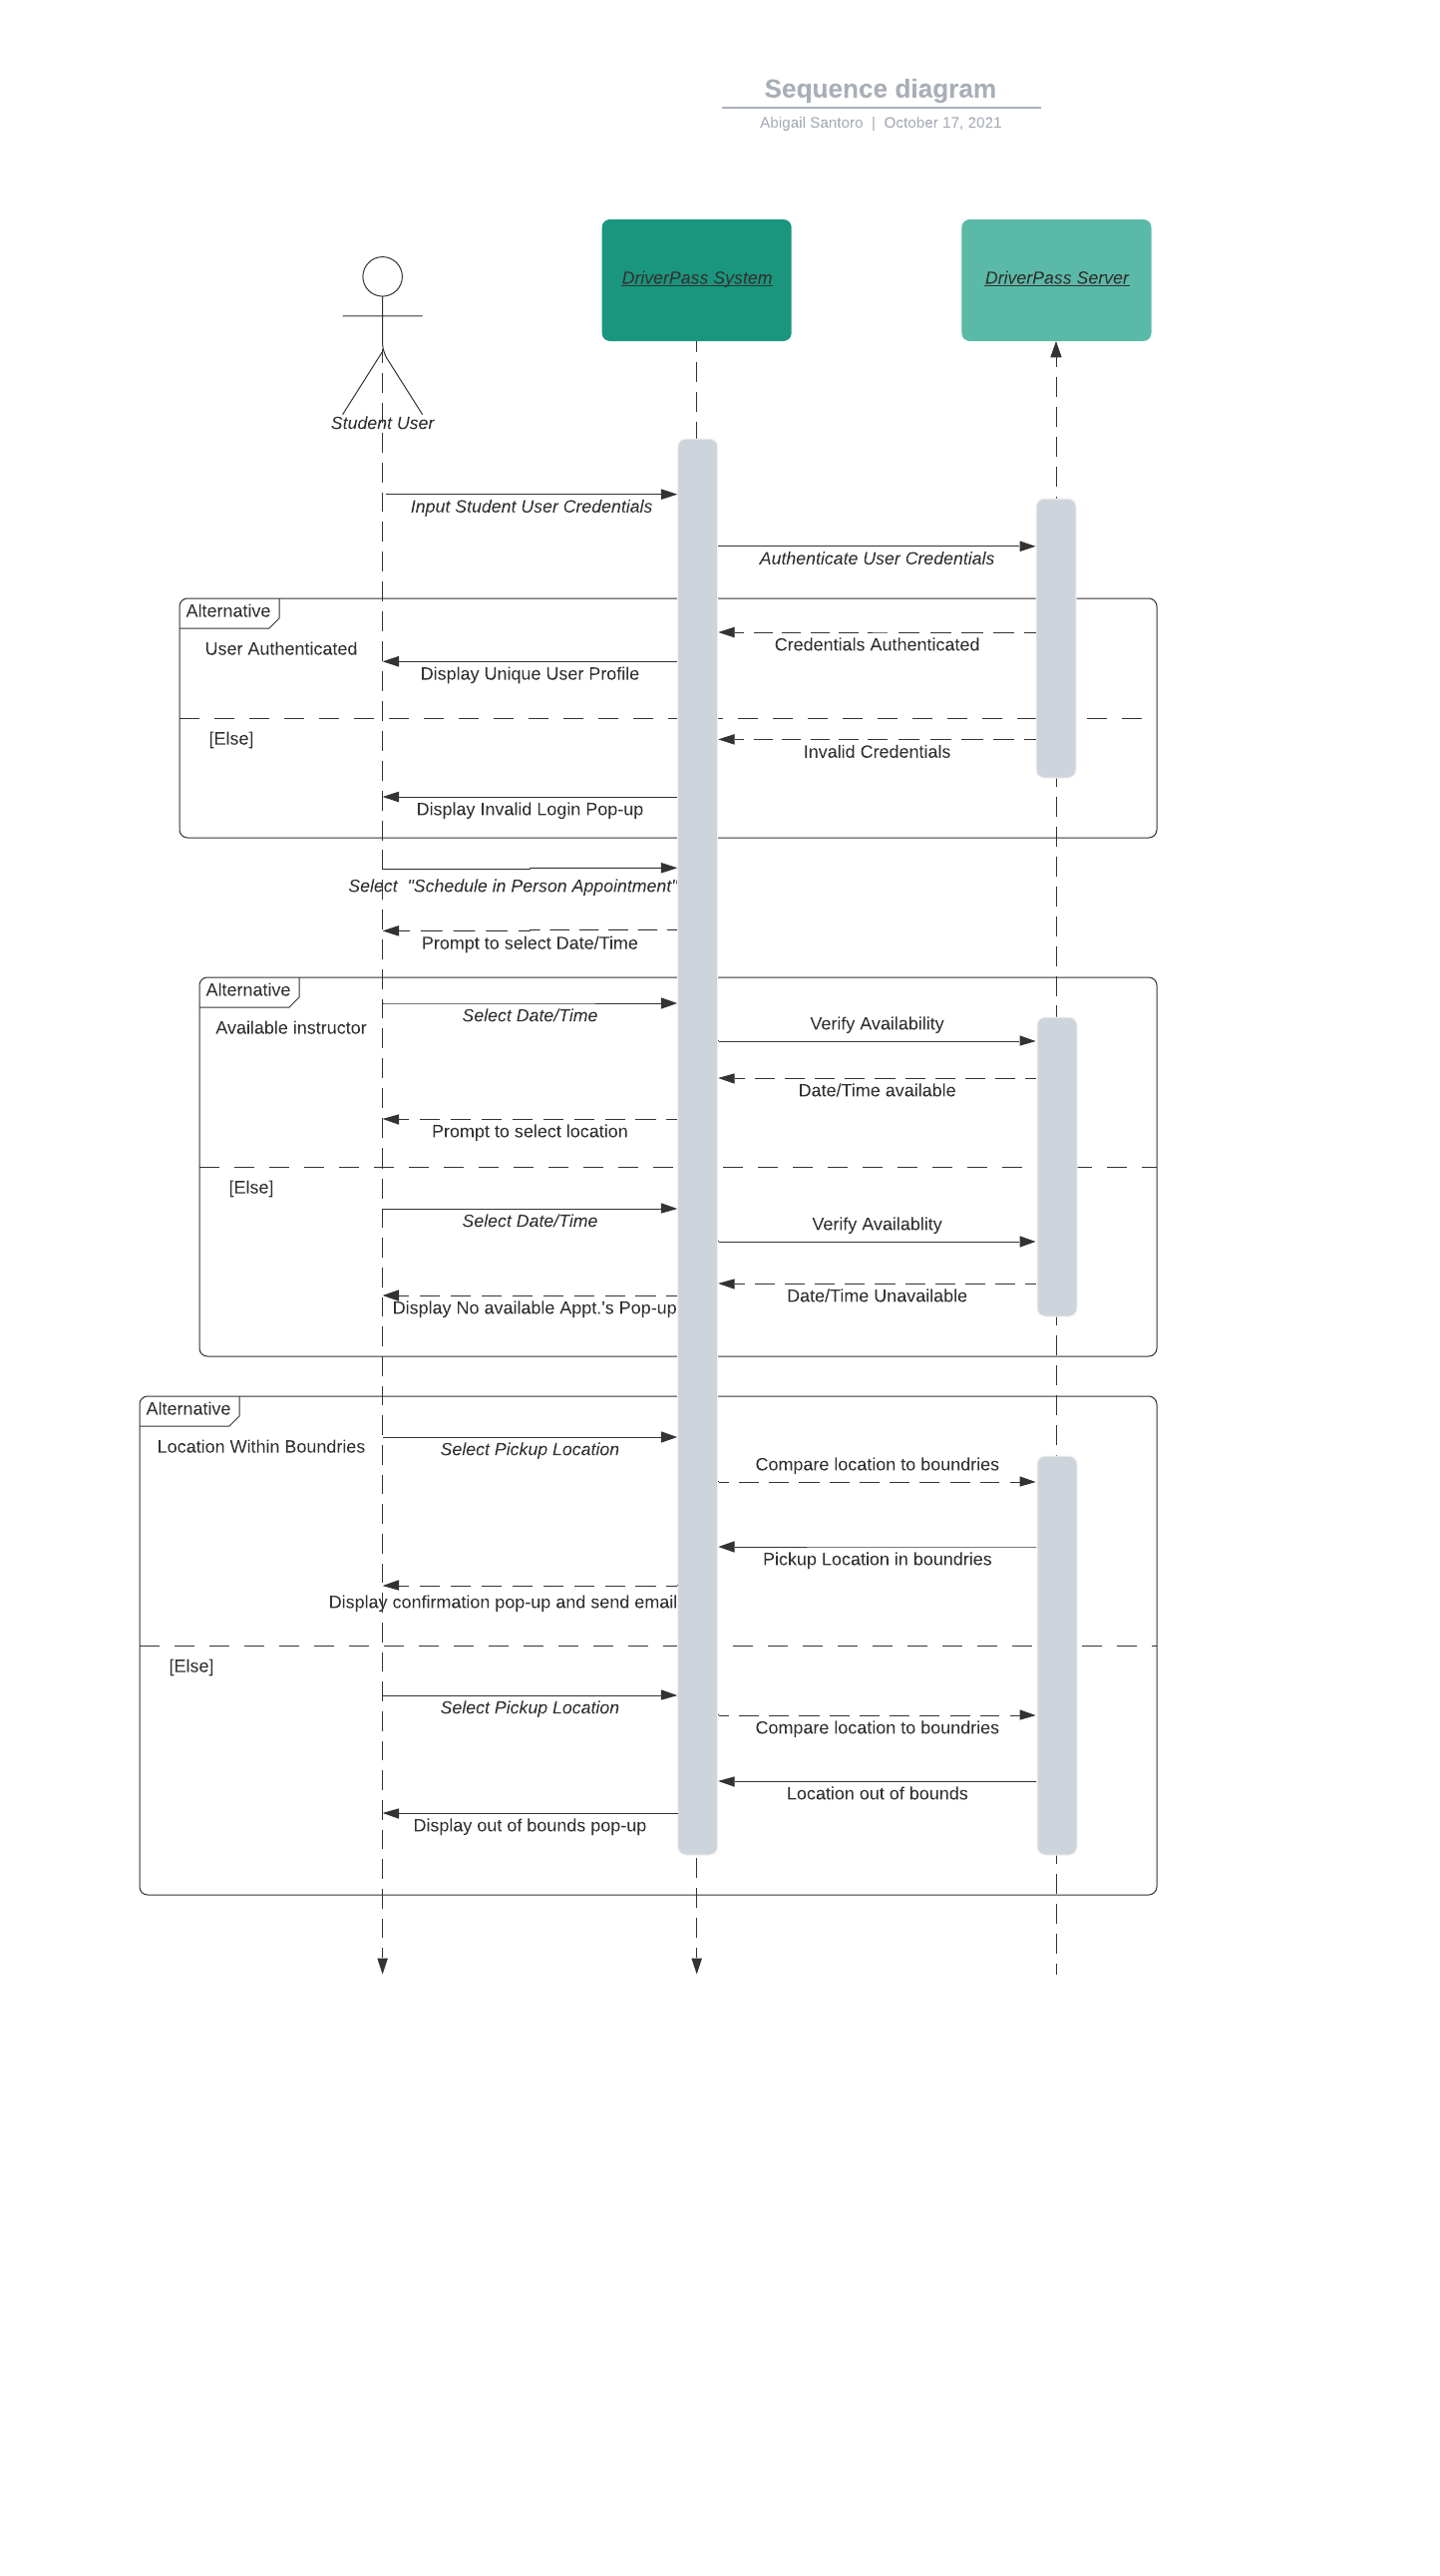 Sequence diagram
Abigail Santoro | October 17, 2021
DriverPass System
DriverPass Server
Student User
Input Student User Credentials
Authenticate User Credentials
Alternative
User Authenticated
Credentials Authenticated
Display Unique User Profile
[Else]
Invalid Credentials
Display Invalid Login Pop-up
Select "Schedule in Person Appointment"
Prompt to select Date/Time
Alternative
Available instructor
Select Date/Time
Verify Availability
Date/Time available
Prompt to select location
[Else]
Select Date/Time
Verify Availablity
Date/Time Unavailable
Display No available Appt.'s Pop-up
Alternative
Location Within Boundries
Select Pickup Location
Compare location to boundries
Pickup Location in boundries
Display confirmation pop-up and send email
[Else]
Select Pickup Location
Compare location to boundries
Location out of bounds
Display out of bounds pop-up